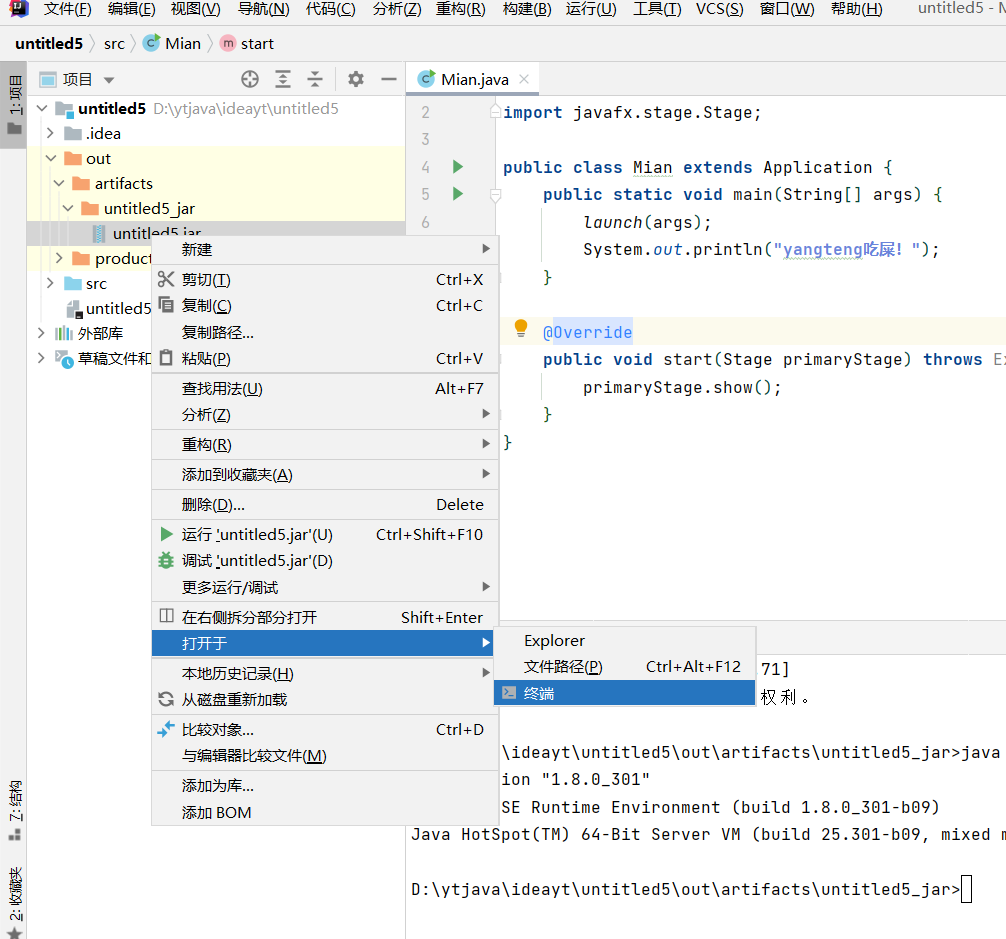 文件(F) 编辑(E) 视图(V) 导航(N) 代码(C) 分析(Z) 重构(R) 构建(B) 运行(U) 工具(T) VCS(S) 窗口(W) 帮助(H) untitled5 -
untitled5 src Mian start
1: 项目
项目
Mian.java
untitled5 D:\ytjava\ideayt\untitled5
.idea
out
artifacts
untitled5_jar
untitled5.jar
product
src
untitled5
外部库
草稿文件和
2 import javafx.stage.Stage;
3
4 public class Mian extends Application {
5 public static void main(String[] args) {
6 launch(args);
System.out.println("yangteng吃屎! ");
}
@Override
public void start(Stage primaryStage) throws Ex
primaryStage.show();
}
}
新建
剪切(T) Ctrl+X
复制(C) Ctrl+C
复制路径...
粘贴(P) Ctrl+V
查找用法(U) Alt+F7
分析(Z)
重构(R)
添加到收藏夹(A)
删除(D)... Delete
运行 'untitled5.jar'(U) Ctrl+Shift+F10
调试 'untitled5.jar'(D)
更多运行/调试
在右侧拆分部分打开 Shift+Enter
打开于
本地历史记录(H)
从磁盘重新加载
比较对象... Ctrl+D
与编辑器比较文件(M)
添加为库...
添加 BOM
Explorer
文件路径(P) Ctrl+Alt+F12
终端
71]
权利。
\ideayt\untitled5\out\artifacts\untitled5_jar>java
ion "1.8.0_301"
SE Runtime Environment (build 1.8.0_301-b09)
Java HotSpot(TM) 64-Bit Server VM (build 25.301-b09, mixed m
D:\ytjava\ideayt\untitled5\out\artifacts\untitled5_jar>
7: 结构
2: 收藏夹